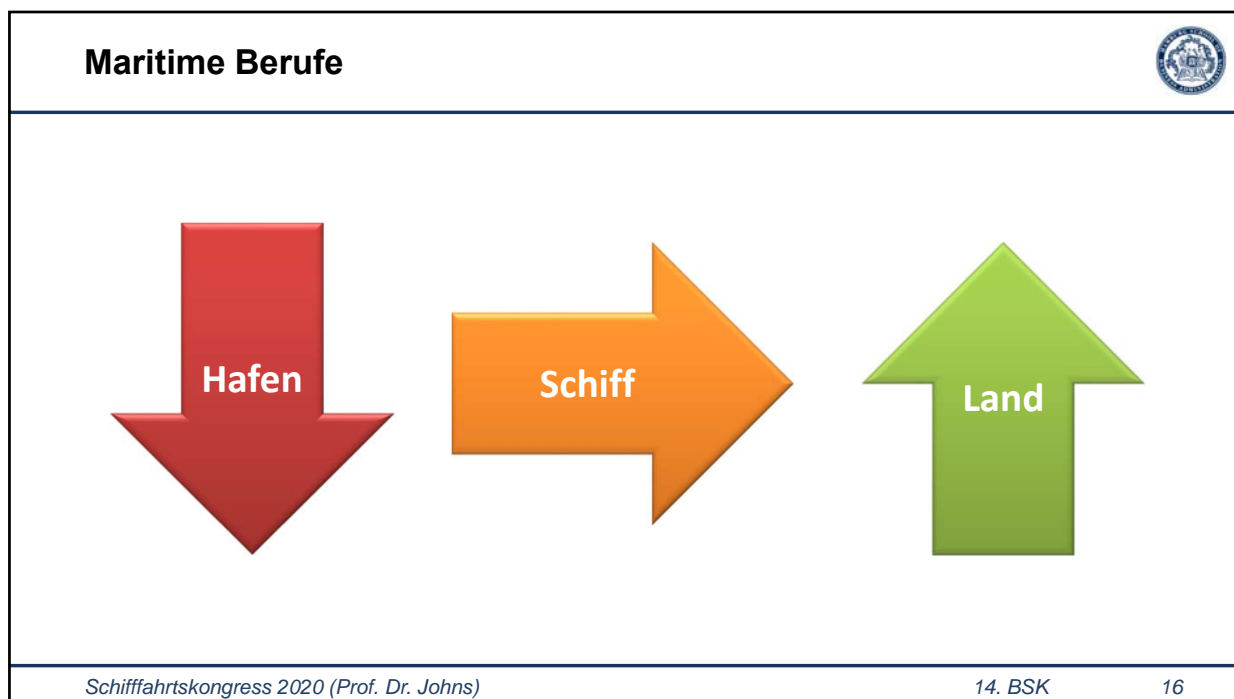 Maritime Berufe
Hafen
Schiff
Land
Schifffahrtskongress 2020 (Prof. Dr. Johns)
14. BSK
16